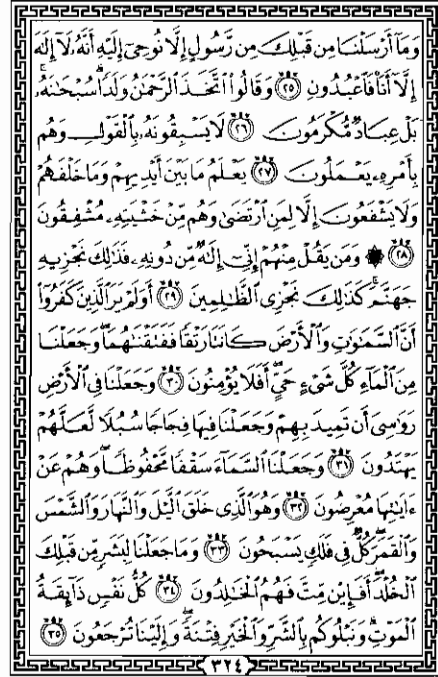 وَمَآ أَرْسَلْنَا مِن قَبْلِكَ مِن رَّسُولٍ إِلَّا نُوحِىٓ إِلَيْهِ أَنَّهُۥ لَآ إِلَٰهَ
إِلَّآ أَنَا۠ فَٱعْبُدُونِ ٢٥ وَقَالُوا۟ ٱتَّخَذَ ٱلرَّحْمَٰنُ وَلَدًا ۗ سُبْحَٰنَهُۥ ۚ
بَلْ عِبَادٌ مُّكْرَمُونَ ٢٦ لَا يَسْبِقُونَهُۥ بِٱلْقَوْلِ وَهُم
بِأَمْرِهِۦ يَعْمَلُونَ ٢٧ يَعْلَمُ مَا بَيْنَ أَيْدِيهِمْ وَمَا خَلْفَهُمْ
وَلَا يَشْفَعُونَ إِلَّا لِمَنِ ٱرْتَضَىٰ وَهُم مِّنْ خَشْيَتِهِۦ مُشْفِقُونَ
٢٨ ۞ وَمَن يَقُلْ مِنْهُمْ إِنِّىٓ إِلَٰهٌ مِّن دُونِهِۦ فَذَٰلِكَ نَجْزِيهِ
جَهَنَّمَ ۚ كَذَٰلِكَ نَجْزِى ٱلظَّٰلِمِينَ ٢٩ أَوَلَمْ يَرَ ٱلَّذِينَ كَفَرُوٓا۟
أَنَّ ٱلسَّمَٰوَٰتِ وَٱلْأَرْضَ كَانَتَا رَتْقًا فَفَتَقْنَٰهُمَا ۖ وَجَعَلْنَا
مِنَ ٱلْمَآءِ كُلَّ شَىْءٍ حَىٍّ ۖ أَفَلَا يُؤْمِنُونَ ٣٠ وَجَعَلْنَا فِى ٱلْأَرْضِ
رَوَٰسِىَ أَن تَمِيدَ بِهِمْ وَجَعَلْنَا فِيهَا فِجَاجًا سُبُلًا لَّعَلَّهُمْ
يَهْتَدُونَ ٣١ وَجَعَلْنَا ٱلسَّمَآءَ سَقْفًا مَّحْفُوظًا ۖ وَهُمْ عَنْ
ءَايَٰتِهَا مُعْرِضُونَ ٣٢ وَهُوَ ٱلَّذِى خَلَقَ ٱلَّيْلَ وَٱلنَّهَارَ وَٱلشَّمْسَ
وَٱلْقَمَرَ ۖ كُلٌّ فِى فَلَكٍ يَسْبَحُونَ ٣٣ وَمَا جَعَلْنَا لِبَشَرٍ مِّن قَبْلِكَ
ٱلْخُلْدَ ۖ أَفَإِي۟ن مِّتَّ فَهُمُ ٱلْخَٰلِدُونَ ٣٤ كُلُّ نَفْسٍ ذَآئِقَةُ
ٱلْمَوْتِ ۗ وَنَبْلُوكُم بِٱلشَّرِّ وَٱلْخَيْرِ فِتْنَةً ۖ وَإِلَيْنَا تُرْجَعُونَ ٣٥
٣٢٤